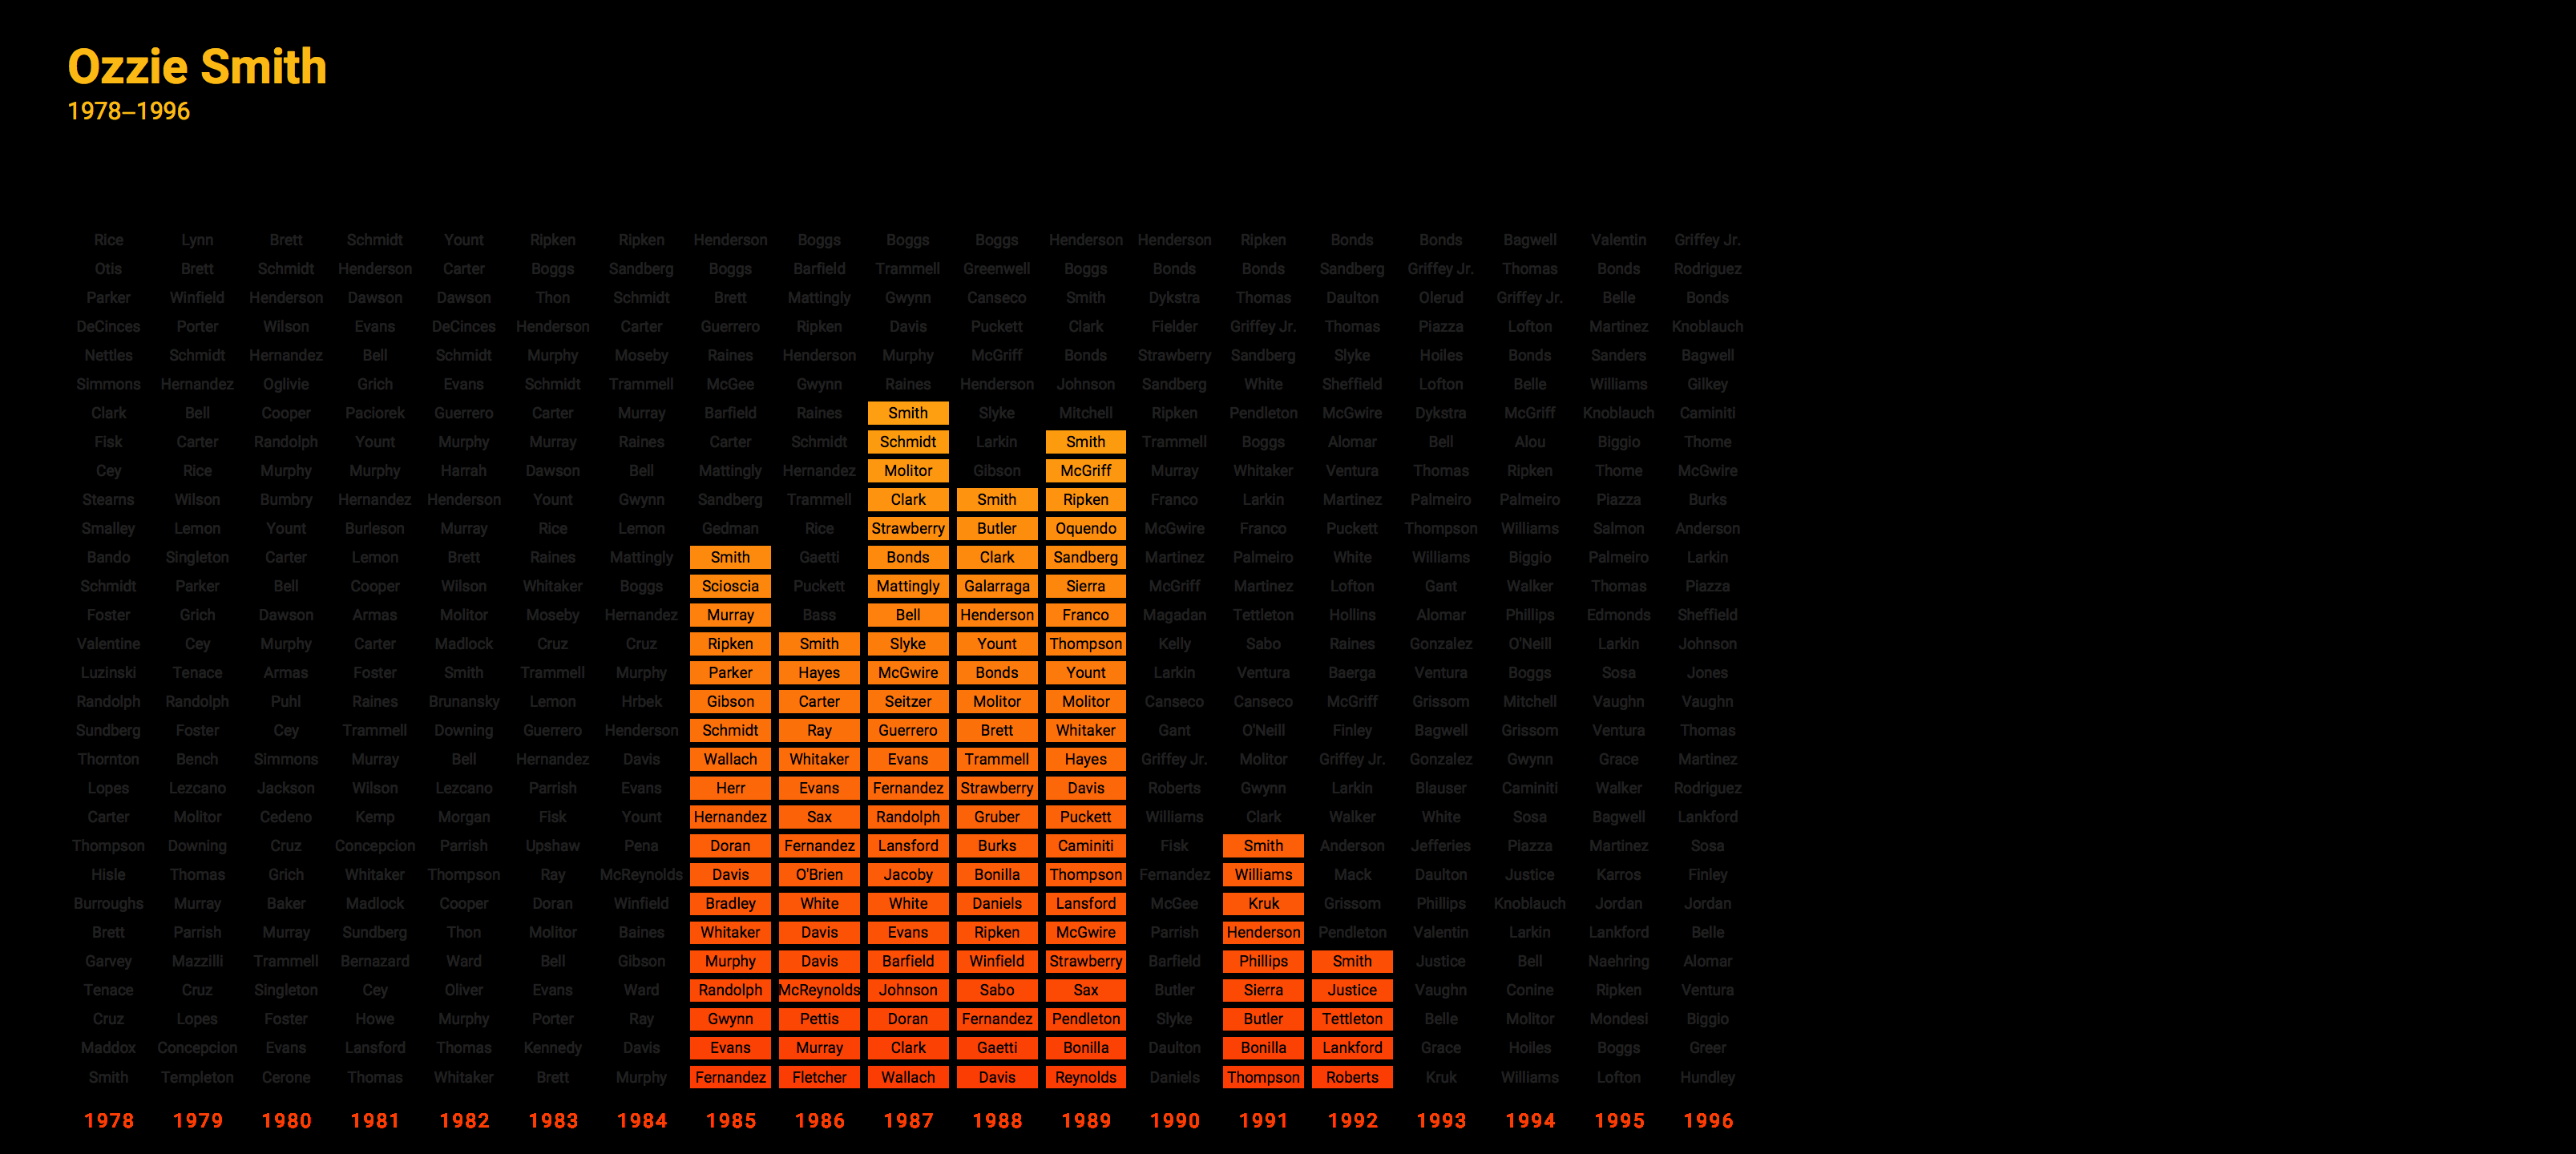 Ozzie Smith
1978–1996
Rice Lynn Brett Schmidt Yount Ripken Ripken Henderson Boggs Boggs Boggs Henderson Henderson Ripken Bonds Bonds Bagwell Valentin Griffey Jr.
Otis Brett Schmidt Henderson Carter Boggs Sandberg Boggs Barfield Trammell Greenwell Boggs Bonds Bonds Sandberg Griffey Jr. Thomas Bonds Rodriguez
Parker Winfield Henderson Dawson Dawson Thon Schmidt Brett Mattingly Gwynn Canseco Smith Dykstra Thomas Daulton Olerud Griffey Jr. Belle Bonds
DeCinces Porter Wilson Evans DeCinces Henderson Carter Guerrero Ripken Davis Puckett Clark Fielder Griffey Jr. Thomas Piazza Lofton Martinez Knoblauch
Nettles Schmidt Hernandez Bell Schmidt Murphy Moseby Raines Henderson Murphy McGriff Bonds Strawberry Sandberg Slyke Hoiles Bonds Sanders Bagwell
Simmons Hernandez Oglivie Grich Evans Schmidt Trammell McGee Gwynn Raines Henderson Johnson Sandberg White Sheffield Lofton Belle Williams Gilkey
Clark Bell Cooper Paciorek Guerrero Carter Murray Barfield Raines Smith Slyke Mitchell Ripken Pendleton McGwire Dykstra McGriff Knoblauch Caminiti
Fisk Carter Randolph Yount Murphy Murray Raines Carter Schmidt Schmidt Larkin Smith Trammell Boggs Alomar Bell Alou Biggio Thome
Cey Rice Murphy Murphy Harrah Dawson Bell Mattingly Hernandez Molitor Gibson McGriff Murray Whitaker Ventura Thomas Ripken Thome McGwire
Stearns Wilson Bumbry Hernandez Henderson Yount Gwynn Sandberg Trammell Clark Smith Ripken Franco Larkin Martinez Palmeiro Palmeiro Piazza Burks
Smalley Lemon Yount Burleson Murray Rice Lemon Gedman Rice Strawberry Butler Oquendo McGwire Franco Puckett Thompson Williams Salmon Anderson
Bando Singleton Carter Lemon Brett Raines Mattingly Smith Gaetti Bonds Clark Sandberg Martinez Palmeiro White Williams Biggio Palmeiro Larkin
Schmidt Parker Bell Cooper Wilson Whitaker Boggs Scioscia Puckett Mattingly Galarraga Sierra McGriff Martinez Lofton Gant Walker Thomas Piazza
Foster Grich Dawson Armas Molitor Moseby Hernandez Murray Bass Bell Henderson Franco Magadan Tettleton Hollins Alomar Phillips Edmonds Sheffield
Valentine Cey Murphy Carter Madlock Cruz Cruz Ripken Smith Slyke Yount Thompson Kelly Sabo Raines Gonzalez O'Neill Larkin Johnson
Luzinski Tenace Armas Foster Smith Trammell Murphy Parker Hayes McGwire Bonds Yount Larkin Ventura Baerga Ventura Boggs Sosa Jones
Randolph Randolph Puhl Raines Brunansky Lemon Hrbek Gibson Carter Seitzer Molitor Molitor Canseco Canseco McGriff Grissom Mitchell Vaughn Vaughn
Sundberg Foster Cey Trammell Downing Guerrero Henderson Schmidt Ray Guerrero Brett Whitaker Gant O'Neill Finley Bagwell Grissom Ventura Thomas
Thornton Bench Simmons Murray Bell Hernandez Davis Wallach Whitaker Evans Trammell Hayes Griffey Jr. Molitor Griffey Jr. Gonzalez Gwynn Grace Martinez
Lopes Lezcano Jackson Wilson Lezcano Parrish Evans Herr Evans Fernandez Strawberry Davis Roberts Gwynn Larkin Blauser Caminiti Walker Rodriguez
Carter Molitor Cedeno Kemp Morgan Fisk Yount Hernandez Sax Randolph Gruber Puckett Williams Clark Walker White Sosa Bagwell Lankford
Thompson Downing Cruz Concepcion Parrish Upshaw Pena Doran Fernandez Lansford Burks Caminiti Fisk Smith Anderson Jefferies Piazza Martinez Sosa
Hisle Thomas Grich Whitaker Thompson Ray McReynolds Davis O'Brien Jacoby Bonilla Thompson Fernandez Williams Mack Daulton Justice Karros Finley
Burroughs Murray Baker Madlock Cooper Doran Winfield Bradley White White Daniels Lansford McGee Kruk Grissom Phillips Knoblauch Jordan Jordan
Brett Parrish Murray Sundberg Thon Molitor Baines Whitaker Davis Evans Ripken McGwire Parrish Henderson Pendleton Valentin Larkin Lankford Belle
Garvey Mazzilli Trammell Bernazard Ward Bell Gibson Murphy Davis Barfield Winfield Strawberry Barfield Phillips Smith Justice Bell Naehring Alomar
Tenace Cruz Singleton Cey Oliver Evans Ward Randolph McReynolds Johnson Sabo Sax Butler Sierra Justice Vaughn Conine Ripken Ventura
Cruz Lopes Foster Howe Murphy Porter Ray Gwynn Pettis Doran Fernandez Pendleton Slyke Butler Tettleton Belle Molitor Mondesi Biggio
Maddox Concepcion Evans Lansford Thomas Kennedy Davis Evans Murray Clark Gaetti Bonilla Daulton Bonilla Lankford Grace Hoiles Boggs Greer
Smith Templeton Cerone Thomas Whitaker Brett Murphy Fernandez Fletcher Wallach Davis Reynolds Daniels Thompson Roberts Kruk Williams Lofton Hundley
1978 1979 1980 1981 1982 1983 1984 1985 1986 1987 1988 1989 1990 1991 1992 1993 1994 1995 1996